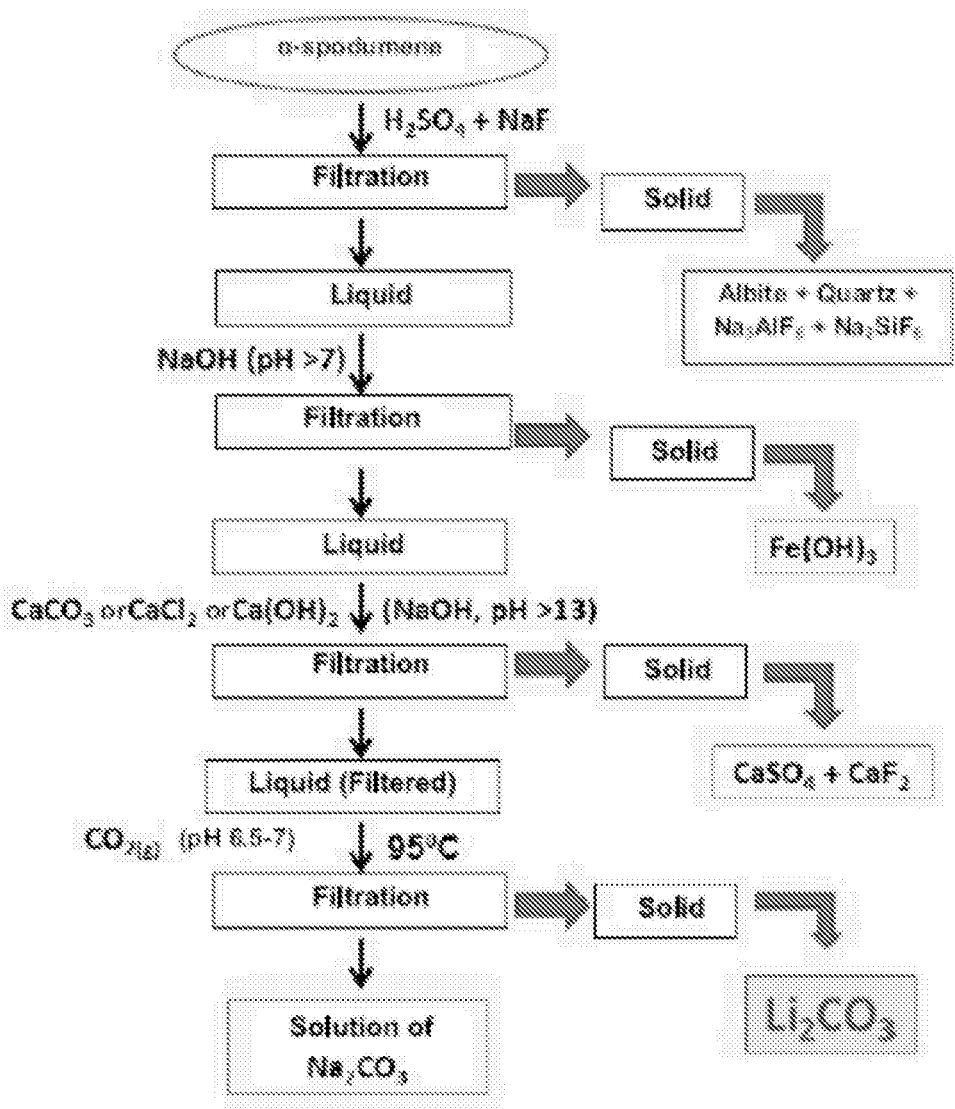 α-spodumene
H₂SO₄ + NaF
Filtration
Solid
Liquid
Albite + Quartz +
Na₃AlF₆ + Na₂SiF₆
NaOH (pH >7)
Filtration
Solid
Liquid
Fe(OH)₃
CaCO₃ or CaCl₂ or Ca(OH)₂ (NaOH, pH >13)
Filtration
Solid
Liquid (Filtered)
CaSO₄ + CaF₂
CO₂₍g₎ (pH 6.5-7) 95ºC
Filtration
Solid
Li₂CO₃
Solution of
Na₂CO₃